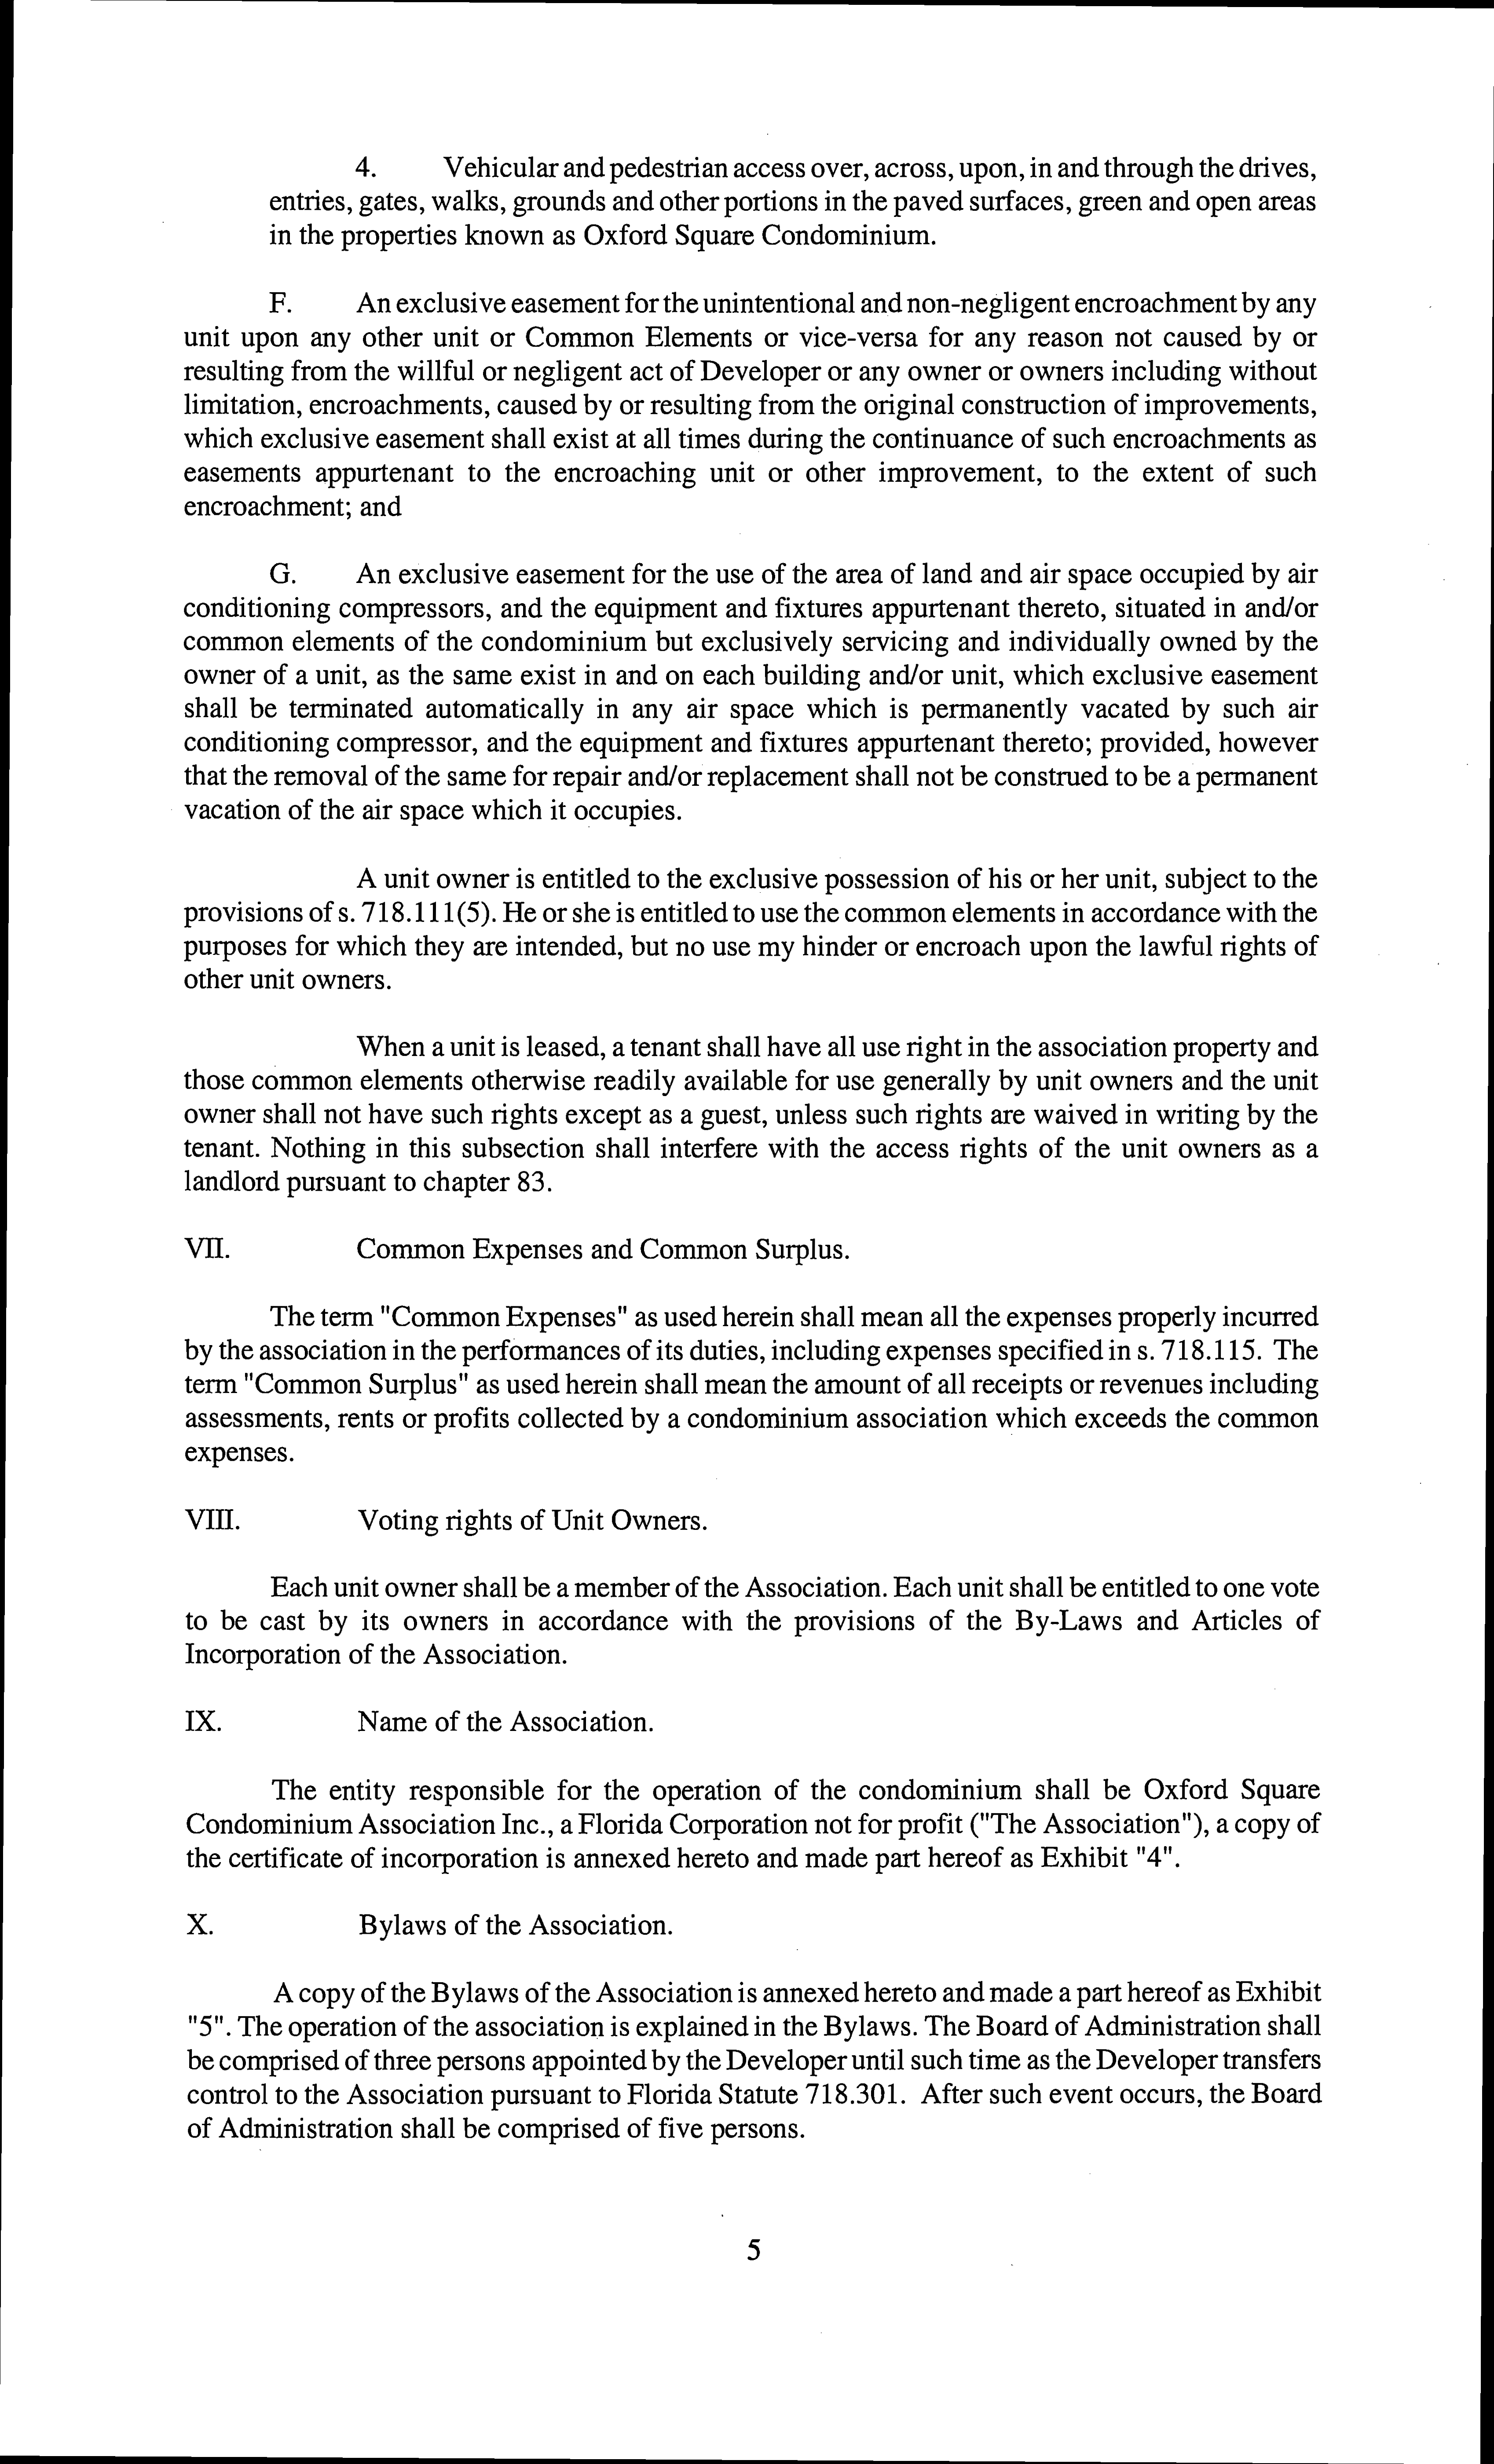 4. Vehicular and pedestrian access over, across, upon, in and through the drives,
entries, gates, walks, grounds and other portions in the paved surfaces, green and open areas
in the properties known as Oxford Square Condominium.
F. An exclusive easement for the unintentional and non-negligent encroachment by any
unit upon any other unit or Common Elements or vice-versa for any reason not caused by or
resulting from the willful or negligent act of Developer or any owner or owners including without
limitation, encroachments, caused by or resulting from the original construction of improvements,
which exclusive easement shall exist at all times during the continuance of such encroachments as
easements appurtenant to the encroaching unit or other improvement, to the extent of such
encroachment; and
G. An exclusive easement for the use of the area of land and air space occupied by air
conditioning compressors, and the equipment and fixtures appurtenant thereto, situated in and/or
common elements of the condominium but exclusively servicing and individually owned by the
owner of a unit, as the same exist in and on each building and/or unit, which exclusive easement
shall be terminated automatically in any air space which is permanently vacated by such air
conditioning compressor, and the equipment and fixtures appurtenant thereto; provided, however
that the removal of the same for repair and/or replacement shall not be construed to be a permanent
vacation of the air space which it occupies.
A unit owner is entitled to the exclusive possession of his or her unit, subject to the
provisions of s. 718.111(5). He or she is entitled to use the common elements in accordance with the
purposes for which they are intended, but no use my hinder or encroach upon the lawful rights of
other unit owners.
When a unit is leased, a tenant shall have all use right in the association property and
those common elements otherwise readily available for use generally by unit owners and the unit
owner shall not have such rights except as a guest, unless such rights are waived in writing by the
tenant. Nothing in this subsection shall interfere with the access rights of the unit owners as a
landlord pursuant to chapter 83.
VII. Common Expenses and Common Surplus.
The term "Common Expenses" as used herein shall mean all the expenses properly incurred
by the association in the performances of its duties, including expenses specified in s. 718.115. The
term "Common Surplus" as used herein shall mean the amount of all receipts or revenues including
assessments, rents or profits collected by a condominium association which exceeds the common
expenses.
VIII. Voting rights of Unit Owners.
Each unit owner shall be a member of the Association. Each unit shall be entitled to one vote
to be cast by its owners in accordance with the provisions of the By-Laws and Articles of
Incorporation of the Association.
IX. Name of the Association.
The entity responsible for the operation of the condominium shall be Oxford Square
Condominium Association Inc., a Florida Corporation not for profit ("The Association"), a copy of
the certificate of incorporation is annexed hereto and made part hereof as Exhibit "4".
X. Bylaws of the Association.
A copy of the Bylaws of the Association is annexed hereto and made a part hereof as Exhibit
"5". The operation of the association is explained in the Bylaws. The Board of Administration shall
be comprised of three persons appointed by the Developer until such time as the Developer transfers
control to the Association pursuant to Florida Statute 718.301. After such event occurs, the Board
of Administration shall be comprised of five persons.
5